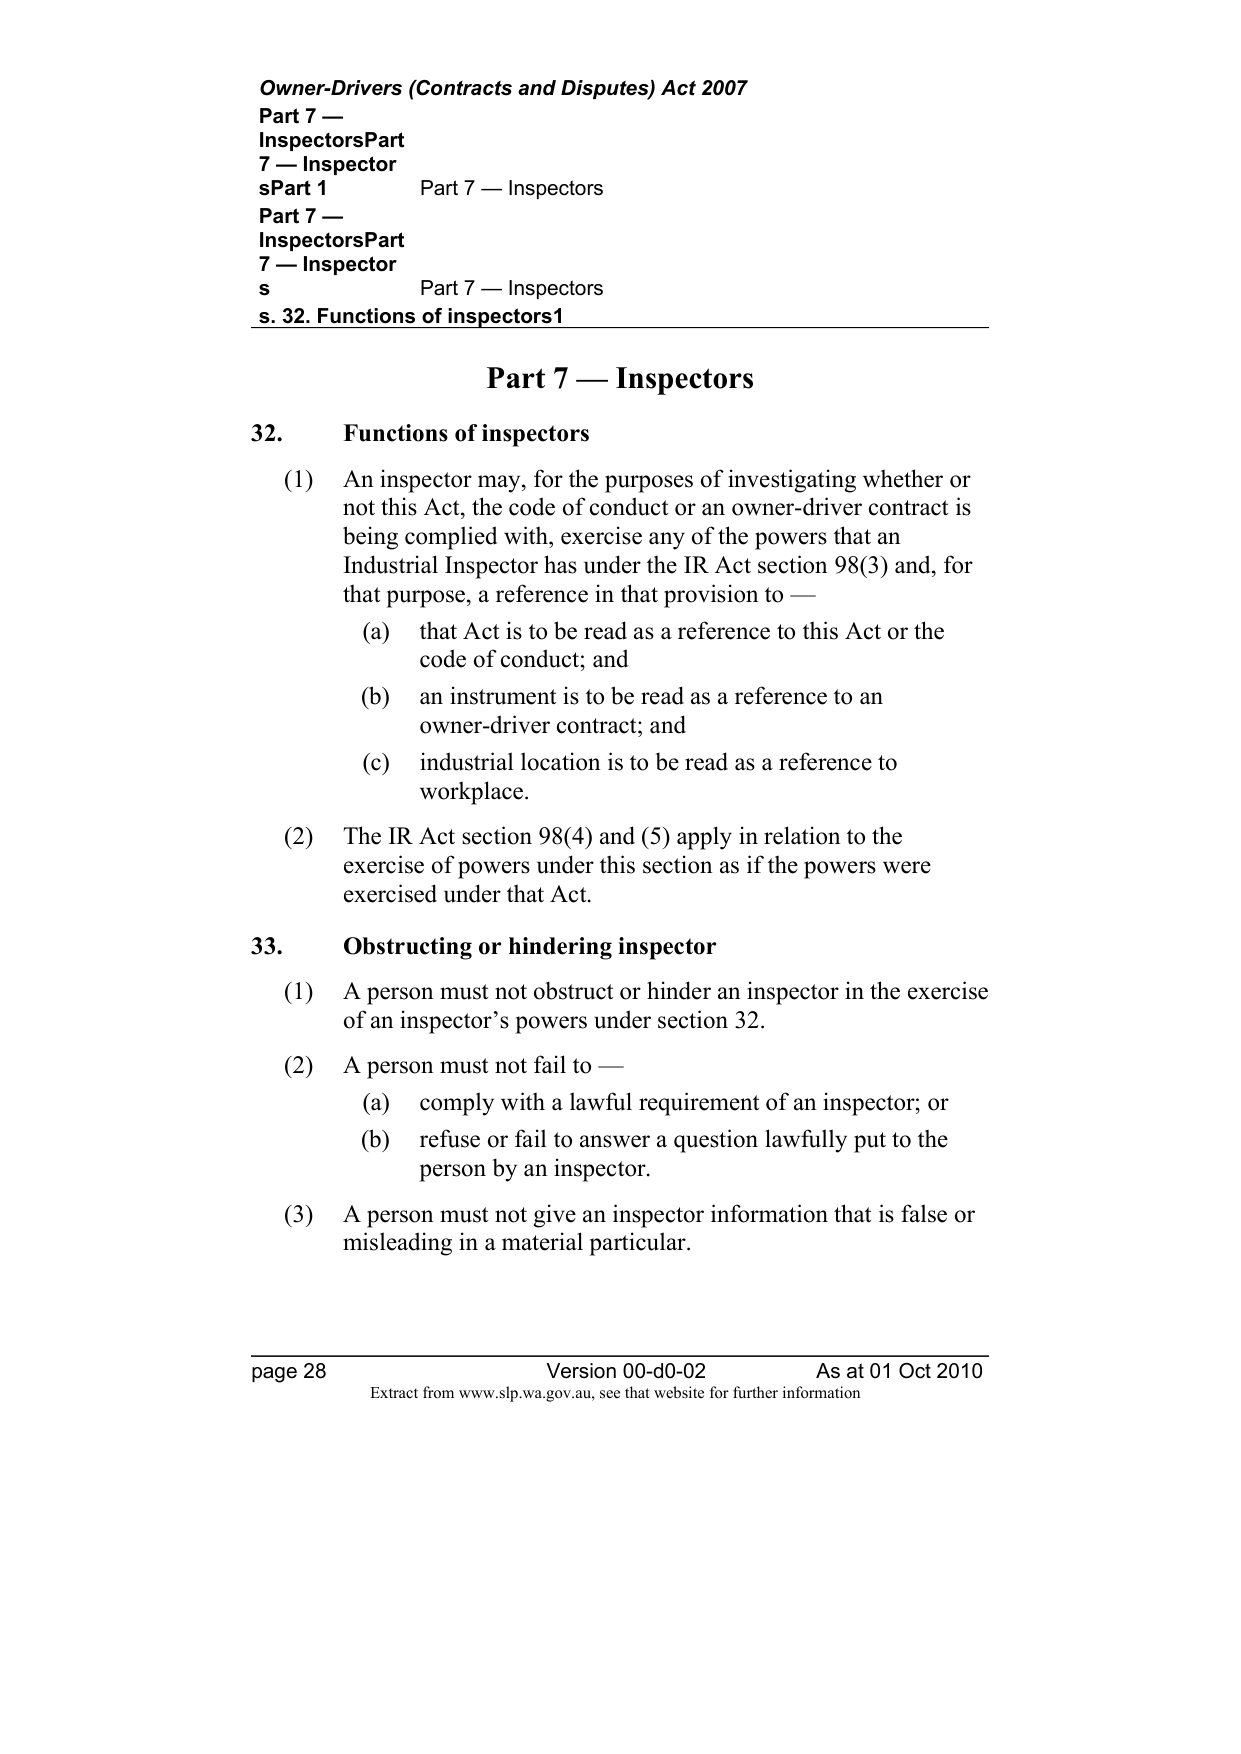 Owner-Drivers (Contracts and Disputes) Act 2007
Part 7 —
InspectorsPart
7 — Inspector
sPart 1 Part 7 — Inspectors
Part 7 —
InspectorsPart
7 — Inspector
s Part 7 — Inspectors
s. 32. Functions of inspectors1
Part 7 — Inspectors
32. Functions of inspectors
(1) An inspector may, for the purposes of investigating whether or
not this Act, the code of conduct or an owner-driver contract is
being complied with, exercise any of the powers that an
Industrial Inspector has under the IR Act section 98(3) and, for
that purpose, a reference in that provision to —
(a) that Act is to be read as a reference to this Act or the
code of conduct; and
(b) an instrument is to be read as a reference to an
owner-driver contract; and
(c) industrial location is to be read as a reference to
workplace.
(2) The IR Act section 98(4) and (5) apply in relation to the
exercise of powers under this section as if the powers were
exercised under that Act.
33. Obstructing or hindering inspector
(1) A person must not obstruct or hinder an inspector in the exercise
of an inspector’s powers under section 32.
(2) A person must not fail to —
(a) comply with a lawful requirement of an inspector; or
(b) refuse or fail to answer a question lawfully put to the
person by an inspector.
(3) A person must not give an inspector information that is false or
misleading in a material particular.
page 28 Version 00-d0-02 As at 01 Oct 2010
Extract from www.slp.wa.gov.au, see that website for further information